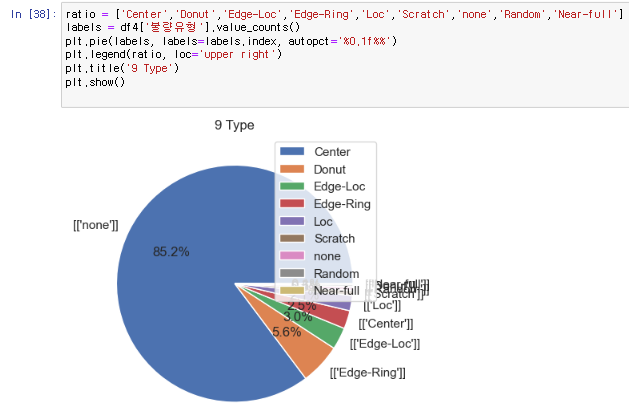 In [38]:
ratio = ['Center','Donut','Edge-Loc','Edge-Ring','Loc','Scratch','none','Random','Near-full']
labels = df4['불량유형'].value_counts()
plt.pie(labels, labels=labels.index, autopct='%0.1f%%')
plt.legend(ratio, loc='upper right')
plt.title('9 Type')
plt.show()
9 Type
Center
Donut
Edge-Loc
Edge-Ring
Loc
Scratch
none
Random
Near-full
[['none']]
85.2%
[['Near-full']]
[['Scratch']]
[['Loc']]
2.5%
[['Center']]
3.0%
[['Edge-Loc']]
5.6%
[['Edge-Ring']]